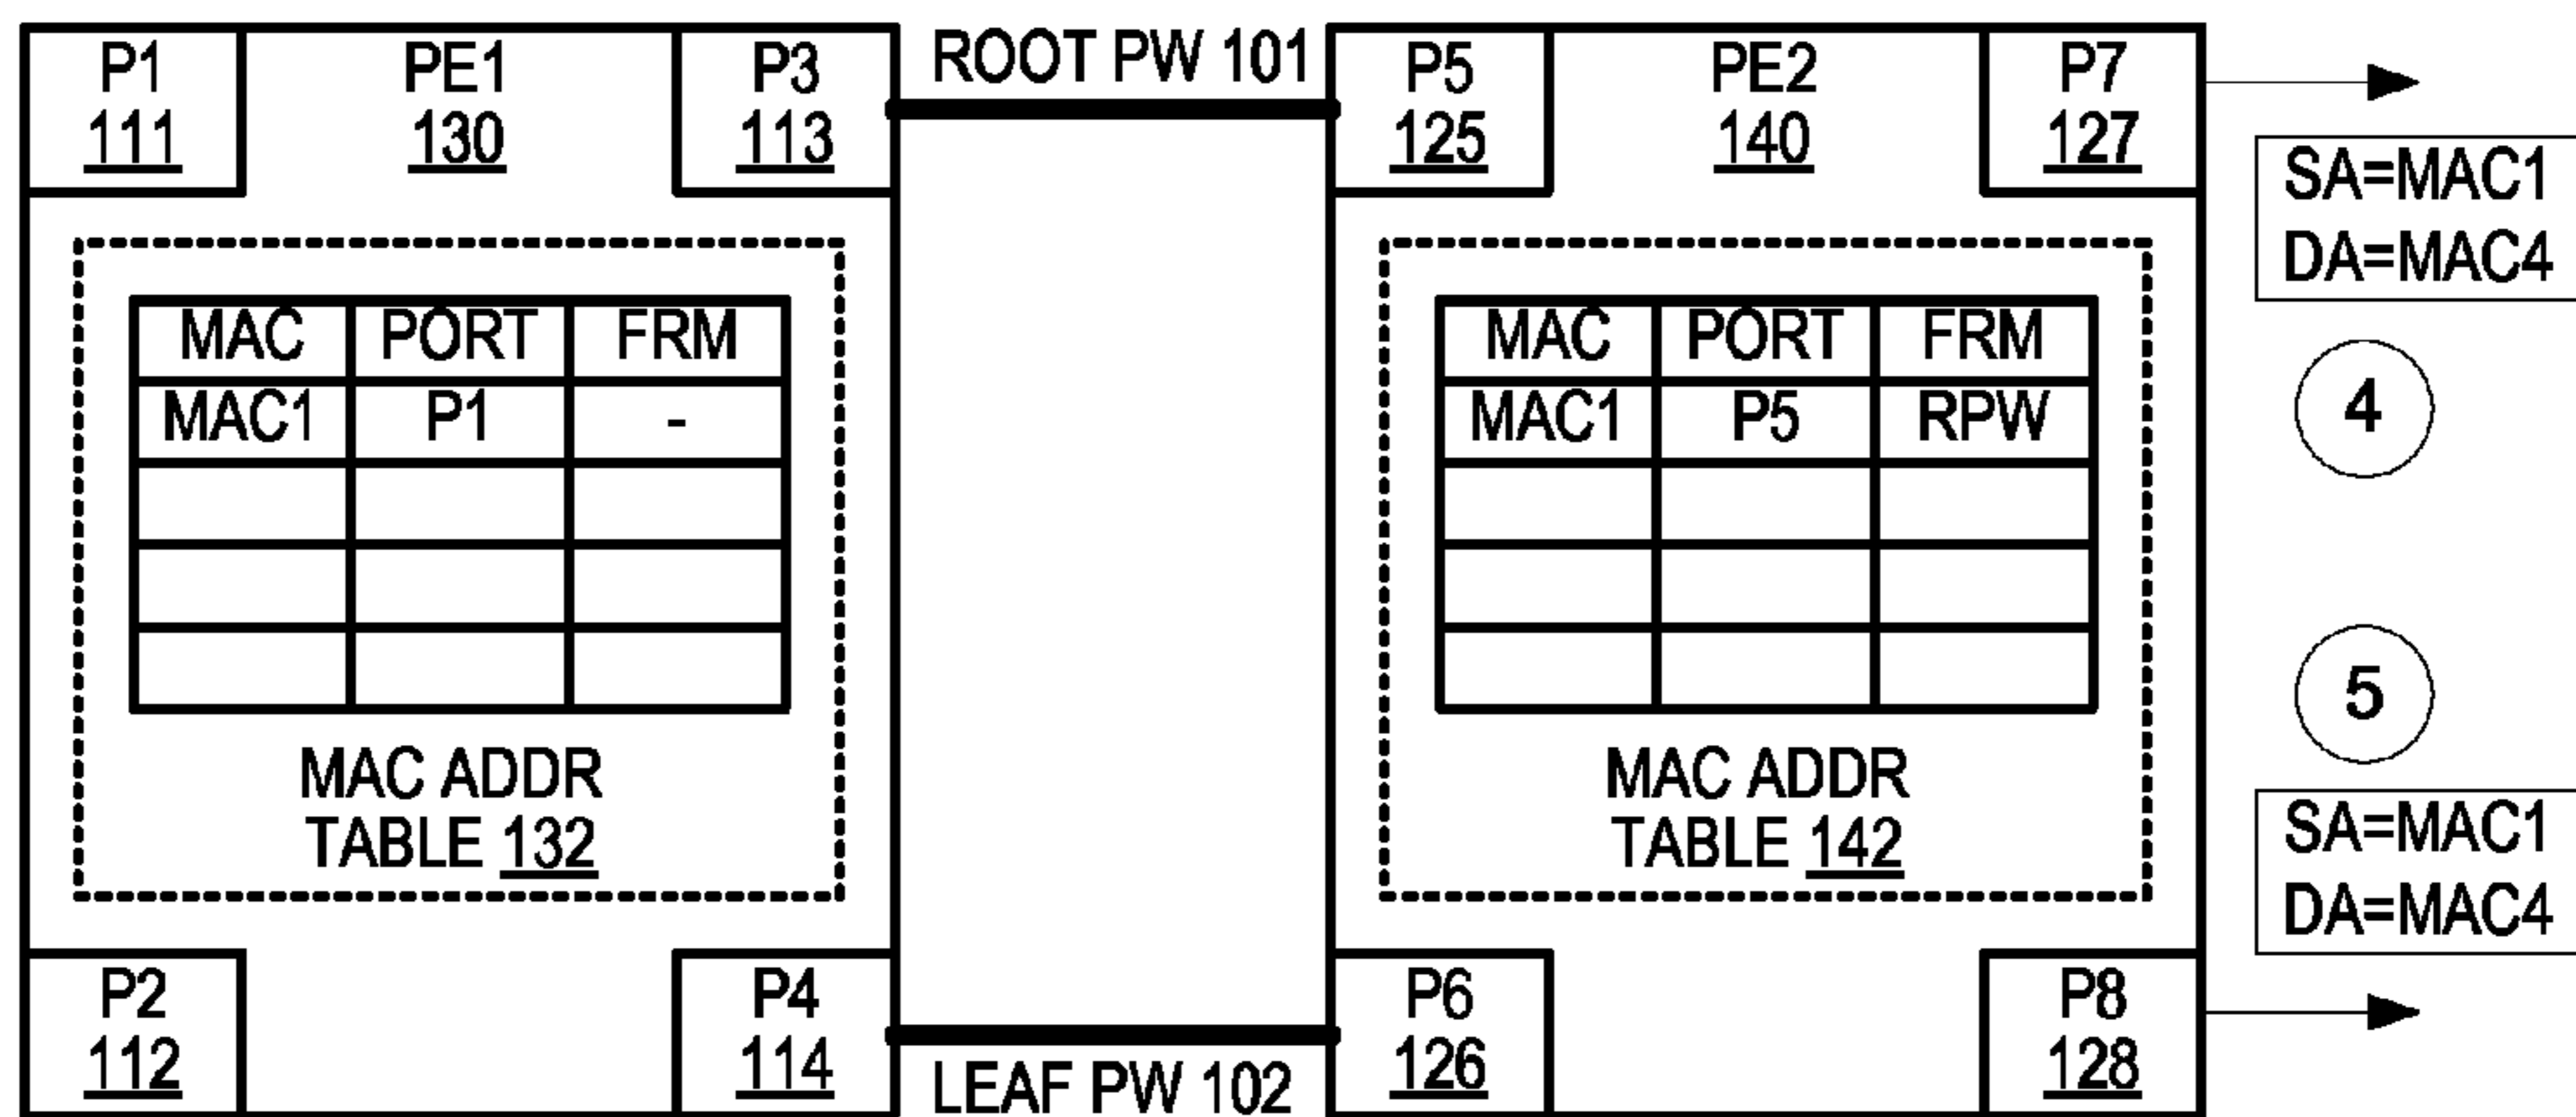 P1
111
PE1
130
P3
113
ROOT PW 101
P5
125
PE2
140
P7
127
SA=MAC1
DA=MAC4
MAC PORT FRM
MAC1 P1 -
MAC ADDR
TABLE 132
MAC PORT FRM
MAC1 P5 RPW
MAC ADDR
TABLE 142
4
5
SA=MAC1
DA=MAC4
P2
112
P4
114
LEAF PW 102
P6
126
P8
128